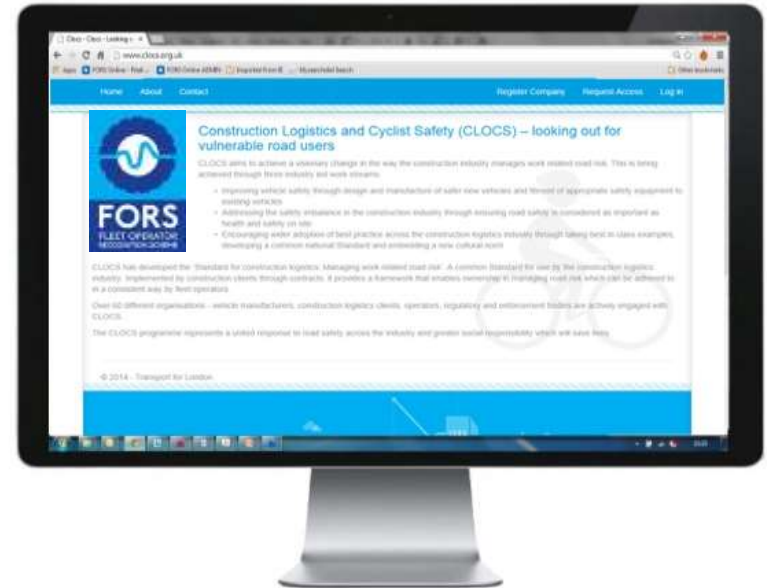 Clocs - Clocs - Looking
www.clocs.org.uk
Apps
Home About Contact Register Company Request Access Log in
Construction Logistics and Cyclist Safety (CLOCS) – looking out for
vulnerable road users
CLOCS aims to achieve a visionary change in the way the construction industry manages work related road risk. This is being
achieved through three industry led work streams:
Improving vehicle safety through design and manufacture of safer new vehicles and fitment of appropriate safety equipment to
existing vehicles
Addressing the safety imbalance in the construction industry through ensuring road safety is considered as important as
health and safety on site
Encouraging wider adoption of best practice across the construction logistics industry through taking best in class examples,
developing a common national Standard and embedding a new cultural norm
FORS
FLEET OPERATOR
RECOGNITION SCHEME
CLOCS has developed the 'Standard for construction logistics: Managing work related road risk'. A common Standard for use by the construction logistics
industry. Implemented by construction clients through contracts. It provides a framework that enables ownership in managing road risk which can be adhered to
in a consistent way by fleet operators.
Over 60 different organisations - vehicle manufacturers, construction logistics clients, operators, regulatory and enforcement bodies are actively engaged with
CLOCS.
The CLOCS programme represents a united response to road safety across the industry and greater social responsibility which will save lives.
© 2014 - Transport for London